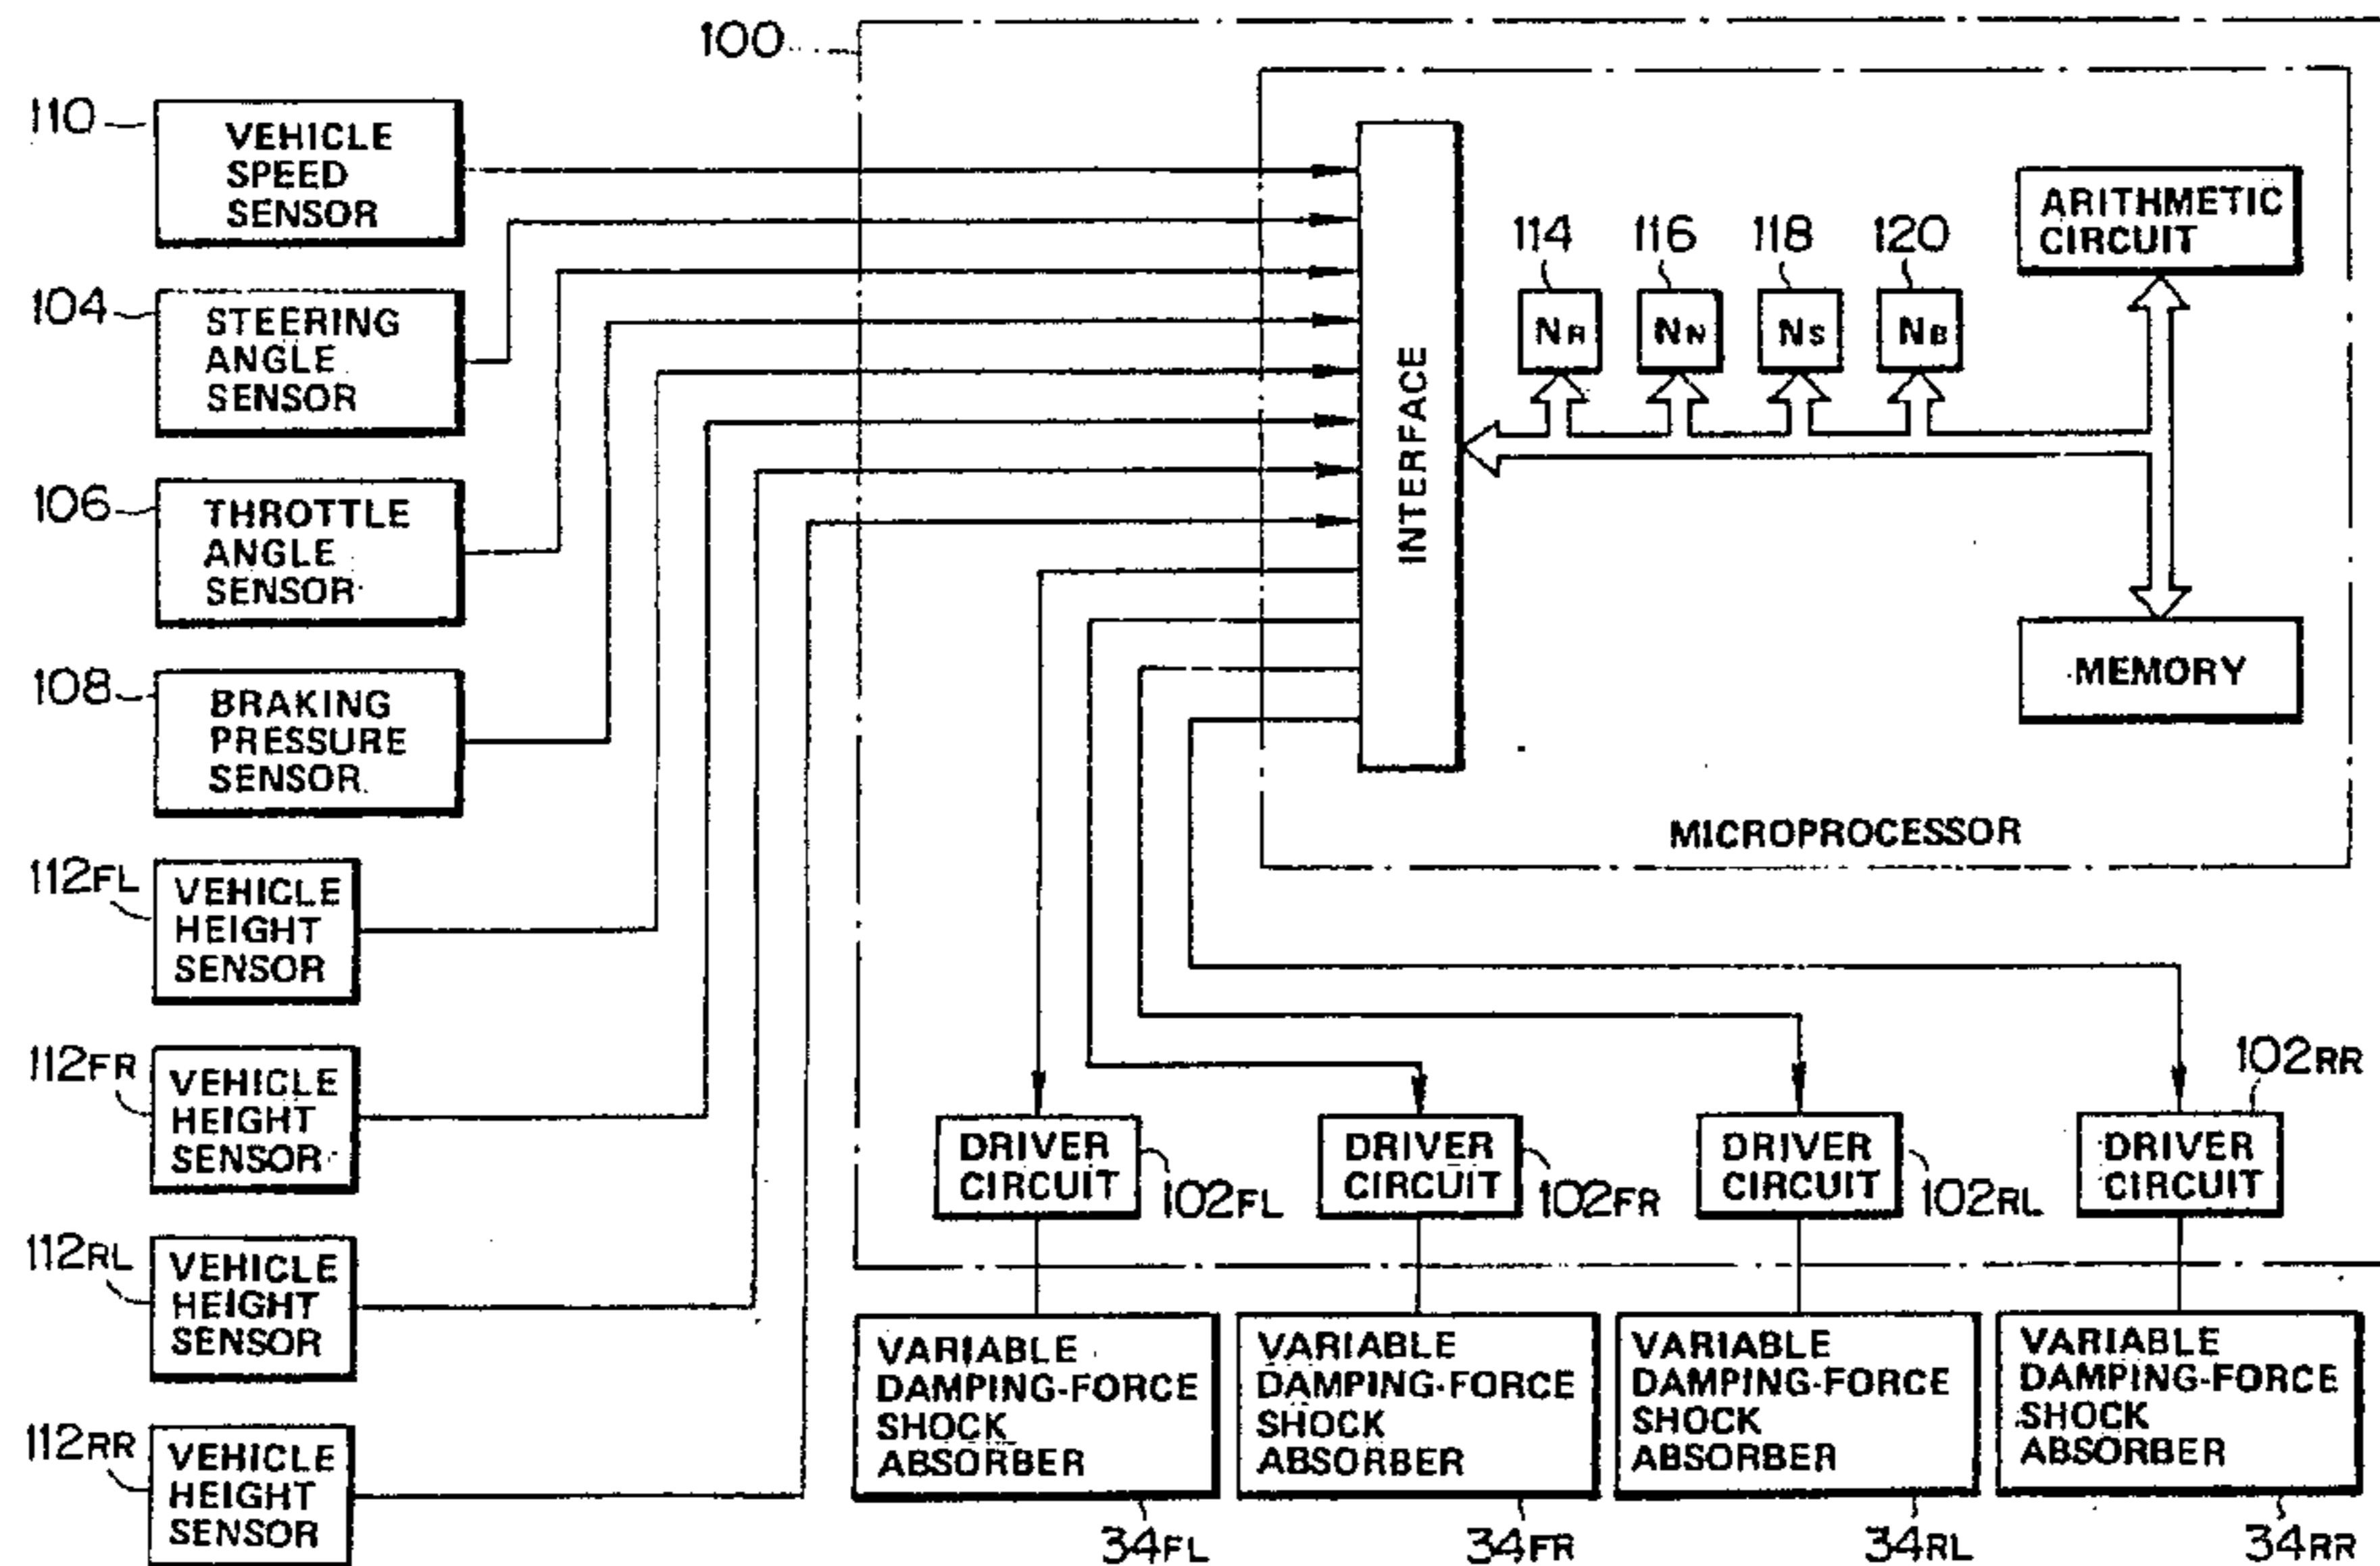 100
110
VEHICLE
SPEED
SENSOR
104
STEERING
ANGLE
SENSOR
106
THROTTLE
ANGLE
SENSOR
108
BRAKING
PRESSURE
SENSOR
112FL
VEHICLE
HEIGHT
SENSOR
112FR
VEHICLE
HEIGHT
SENSOR
112RL
VEHICLE
HEIGHT
SENSOR
112RR
VEHICLE
HEIGHT
SENSOR
INTERFACE
114
116
118
120
NR
NN
NS
NB
ARITHMETIC
CIRCUIT
MEMORY
MICROPROCESSOR
DRIVER
CIRCUIT
102FL
DRIVER
CIRCUIT
102FR
DRIVER
CIRCUIT
102RL
DRIVER
CIRCUIT
102RR
VARIABLE
DAMPING-FORCE
SHOCK
ABSORBER
34FL
VARIABLE
DAMPING-FORCE
SHOCK
ABSORBER
34FR
VARIABLE
DAMPING-FORCE
SHOCK
ABSORBER
34RL
VARIABLE
DAMPING-FORCE
SHOCK
ABSORBER
34RR